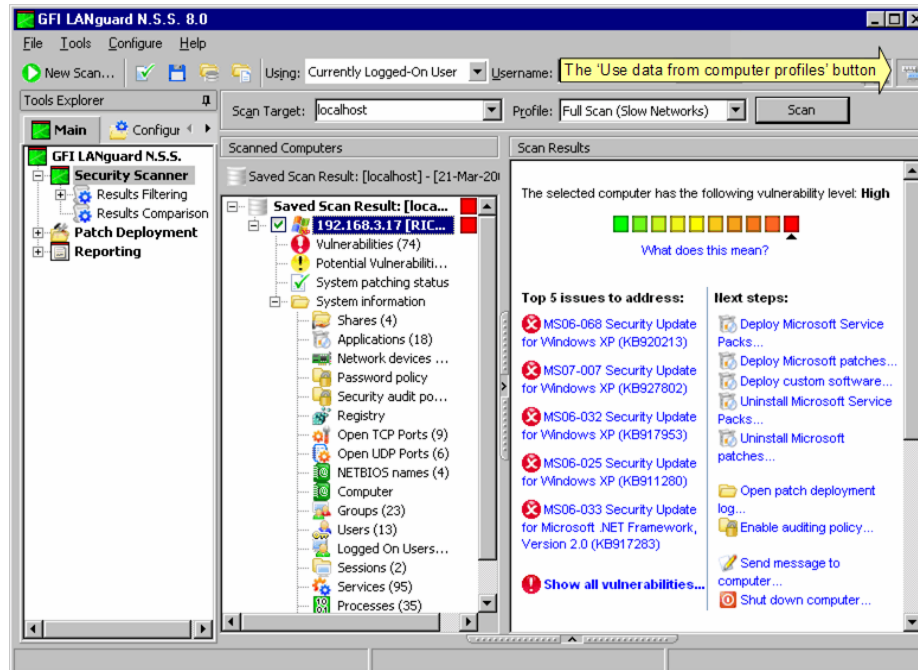 GFI LANguard N.S.S. 8.0
File Tools Configure Help
New Scan... Using: Currently Logged-On User Username: The 'Use data from computer profiles' button
Tools Explorer
Main Configur
GFI LANguard N.S.S.
Security Scanner
Results Filtering
Results Comparison
Patch Deployment
Reporting
Scan Target: localhost Profile: Full Scan (Slow Networks) Scan
Scanned Computers
Saved Scan Result: [localhost] - [21-Mar-20
Saved Scan Result: [loca...
192.168.3.17 [RIC...
Vulnerabilities (74)
Potential Vulnerabiliti...
System patching status
System information
Shares (4)
Applications (18)
Network devices ...
Password policy
Security audit po...
Registry
Open TCP Ports (9)
Open UDP Ports (6)
NETBIOS names (4)
Computer
Groups (23)
Users (13)
Logged On Users...
Sessions (2)
Services (95)
Processes (35)
Scan Results
The selected computer has the following vulnerability level: High
What does this mean?
Top 5 issues to address:
MS06-068 Security Update
for Windows XP (KB920213)
MS07-007 Security Update
for Windows XP (KB927802)
MS06-032 Security Update
for Windows XP (KB917953)
MS06-025 Security Update
for Windows XP (KB911280)
MS06-033 Security Update
for Microsoft .NET Framework,
Version 2.0 (KB917283)
Show all vulnerabilities...
Next steps:
Deploy Microsoft Service
Packs...
Deploy Microsoft patches...
Deploy custom software...
Uninstall Microsoft Service
Packs...
Uninstall Microsoft
patches...
Open patch deployment
log...
Enable auditing policy...
Send message to
computer...
Shut down computer...